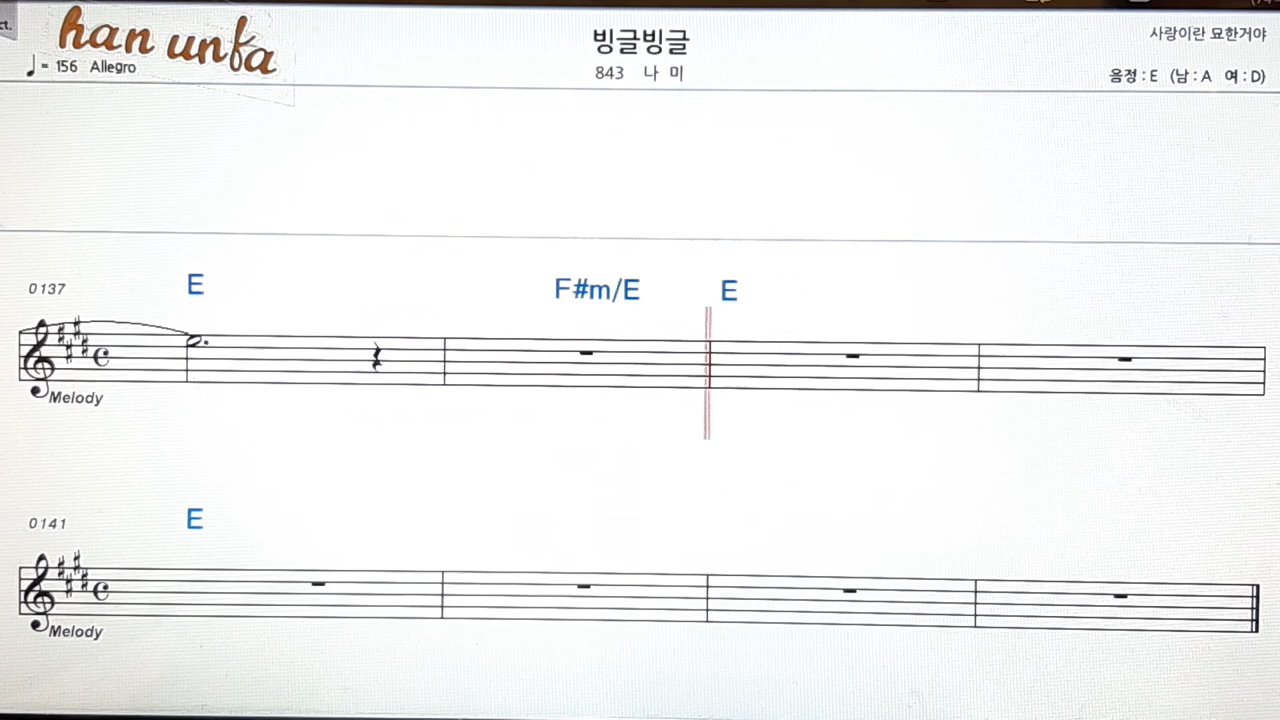 ct.
han unfa
♩= 156 Allegro
빙글빙글
843 나 미
사랑이란 묘한거야
음정 : E (남 : A 여 : D)
0137
E F#m/E E
Melody
0141
E
Melody